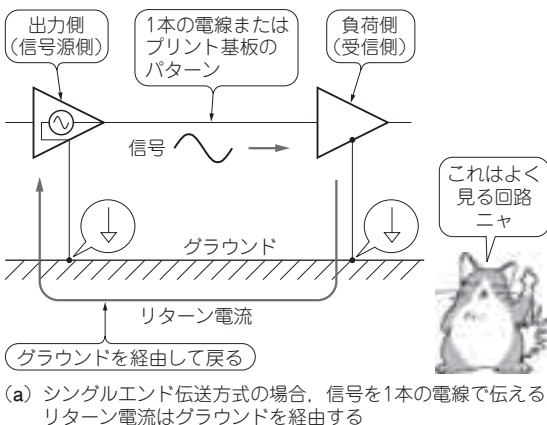 出力側
(信号源側)
1本の電線または
プリント基板の
パターン
負荷側
(受信側)
信号
これはよく
見る回路
ニャ
グラウンド
リターン電流
グラウンドを経由して戻る
(a) シングルエンド伝送方式の場合，信号を1本の電線で伝える
リターン電流はグラウンドを経由する